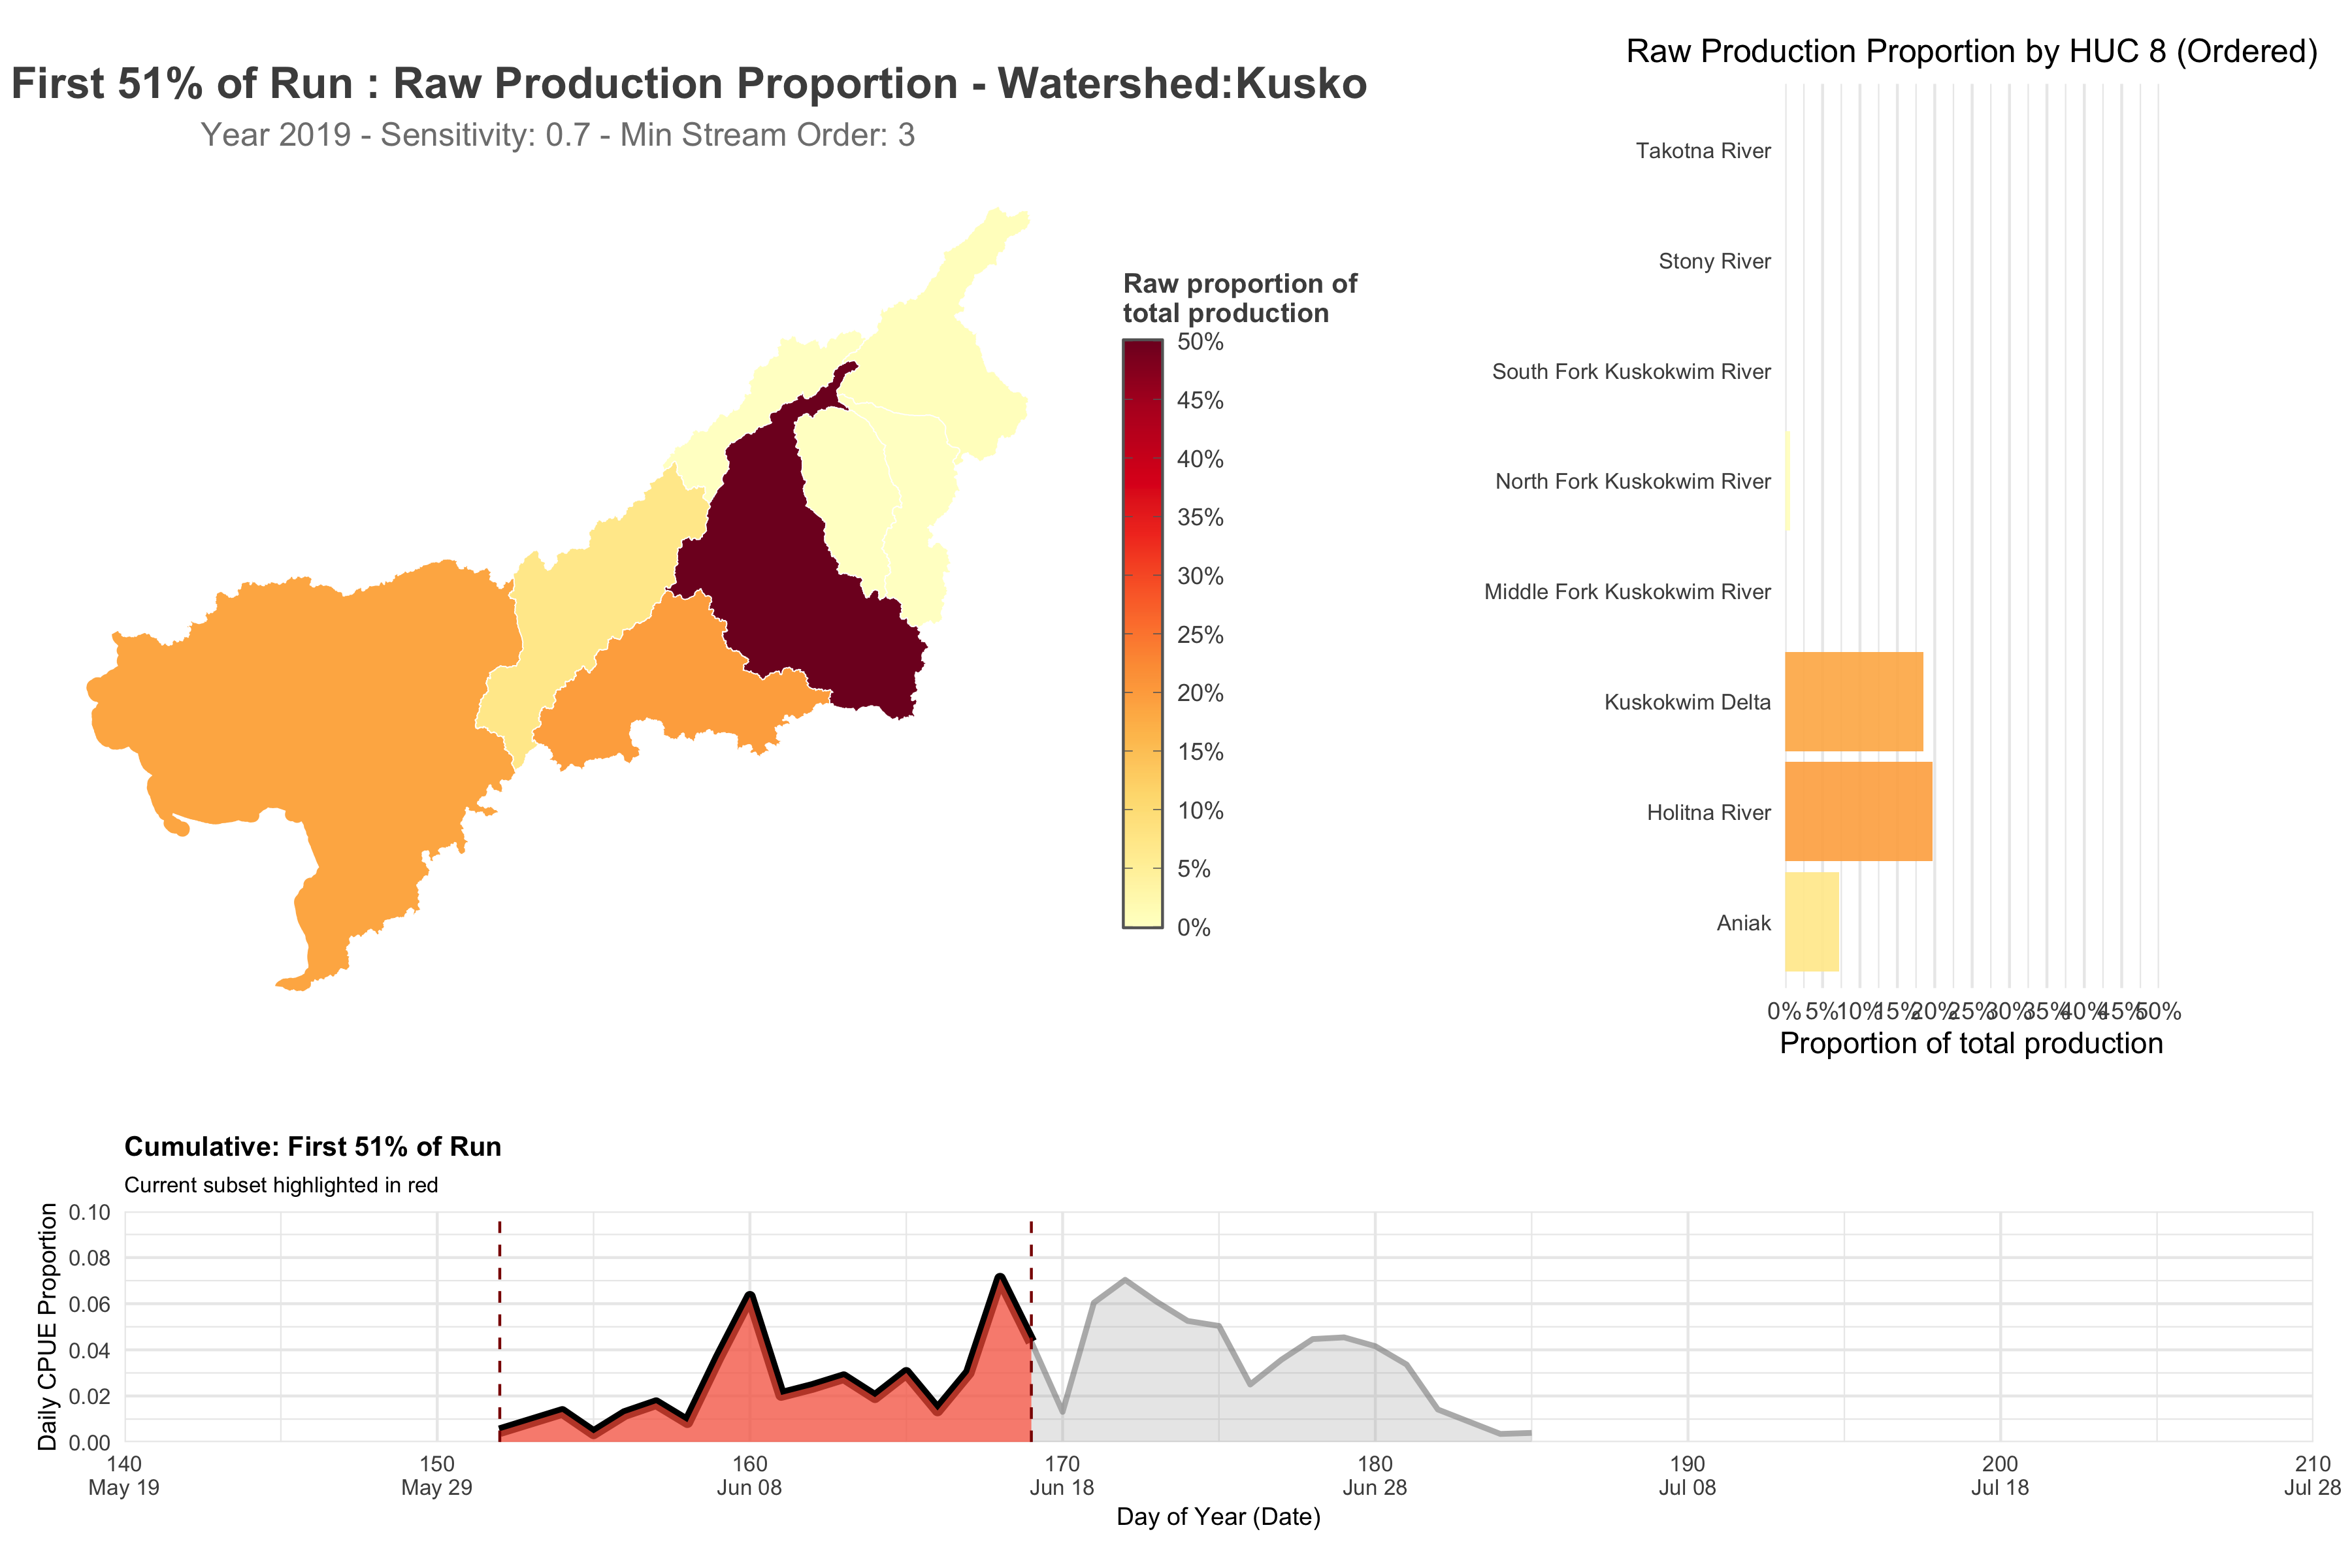 First 51% of Run : Raw Production Proportion - Watershed:Kusko
Year 2019 - Sensitivity: 0.7 - Min Stream Order: 3
Raw proportion of
total production
50%
45%
40%
35%
30%
25%
20%
15%
10%
5%
0%
Raw Production Proportion by HUC 8 (Ordered)
Takotna River
Stony River
South Fork Kuskokwim River
North Fork Kuskokwim River
Middle Fork Kuskokwim River
Kuskokwim Delta
Holitna River
Aniak
0% 5% 10% 15% 20% 25% 30% 35% 40% 45% 50%
Proportion of total production
Cumulative: First 51% of Run
Current subset highlighted in red
Daily CPUE Proportion
0.10
0.08
0.06
0.04
0.02
0.00
140 150 160 170 180 190 200 210
May 19 May 29 Jun 08 Jun 18 Jun 28 Jul 08 Jul 18 Jul 28
Day of Year (Date)